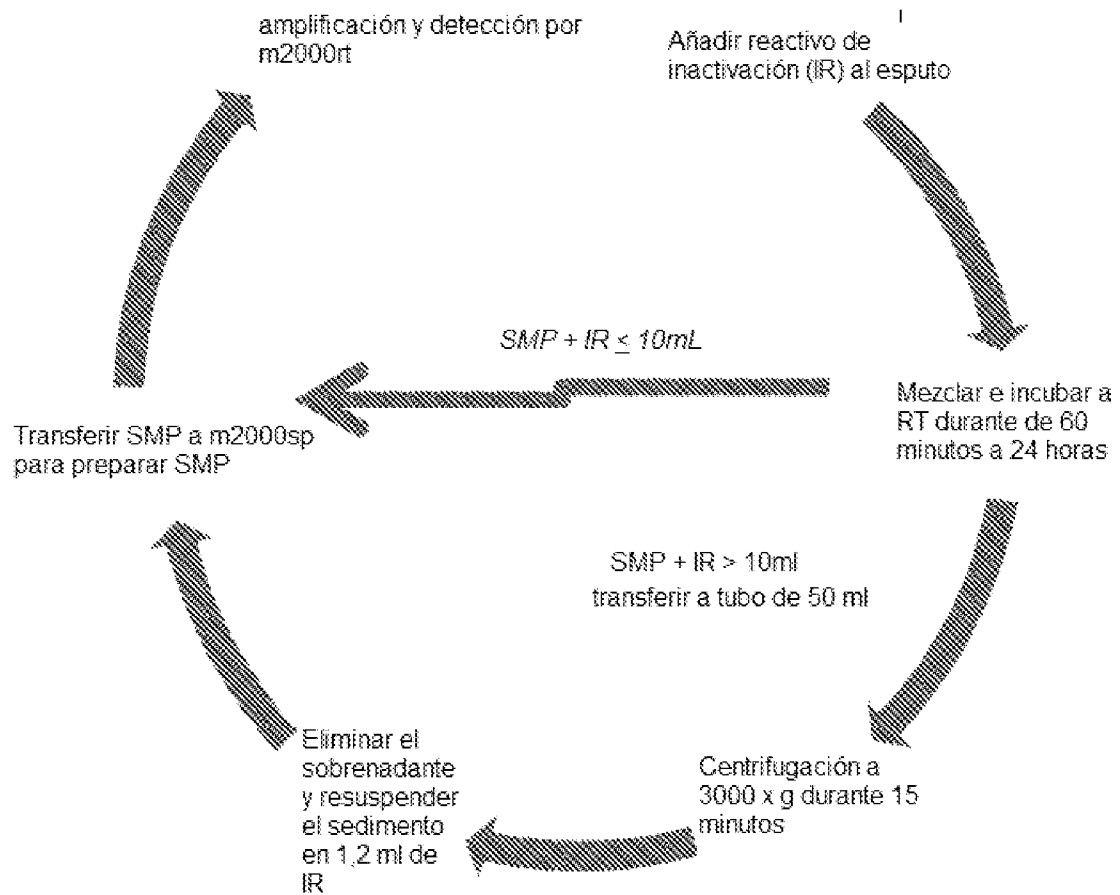 amplificación y detección por
m2000rt
Añadir reactivo de
inactivación (IR) al esputo
SMP + IR ≤ 10mL
Mezclar e incubar a
RT durante de 60
minutos a 24 horas
Transferir SMP a m2000sp
para preparar SMP
SMP + IR > 10ml
transferir a tubo de 50 ml
Eliminar el
sobrenadante
y resuspender
el sedimento
en 1,2 ml de
IR
Centrifugación a
3000 x g durante 15
minutos